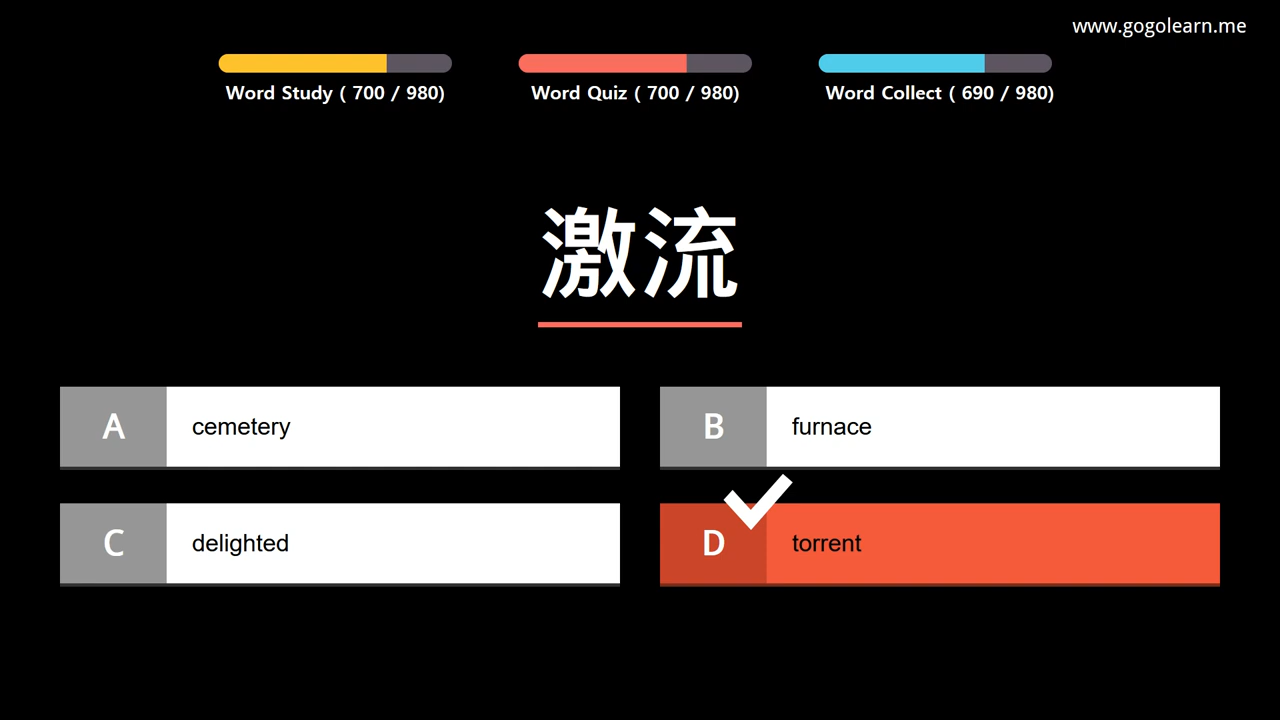 www.gogolearn.me
Word Study ( 700 / 980)
Word Quiz ( 700 / 980)
Word Collect ( 690 / 980)
激流
A cemetery
B furnace
C delighted
D torrent